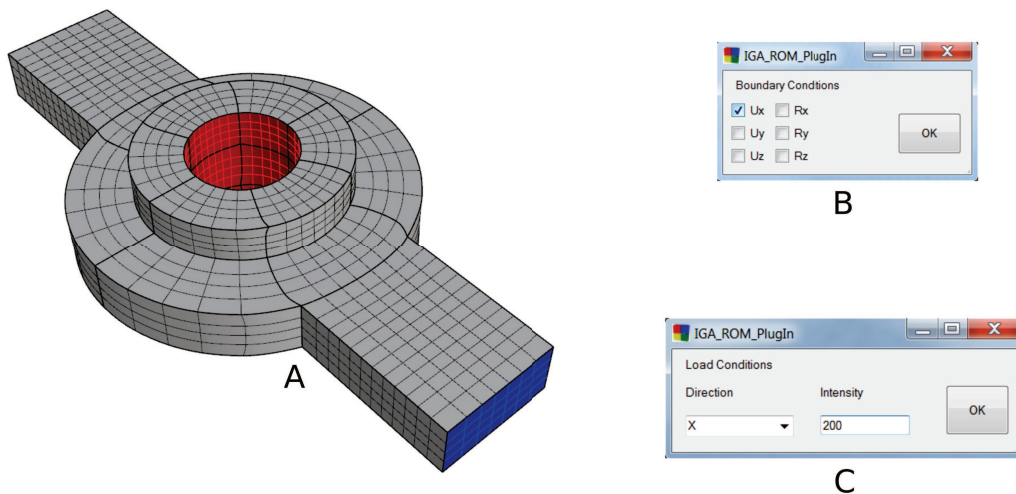 IGA_ROM_PlugIn
Boundary Condtions
Ux Rx
Uy Ry
Uz Rz
OK
B
A
IGA_ROM_PlugIn
Load Conditions
Direction Intensity
X 200
OK
C